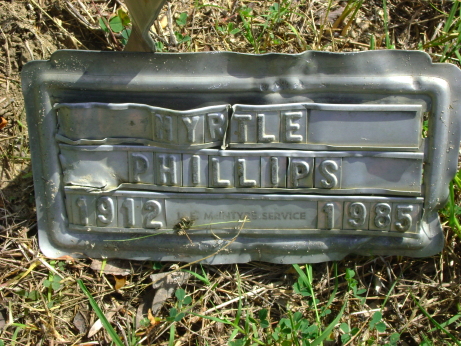 MYRTLE
PHILLIPS
1912 McINTYRE SERVICE 1985